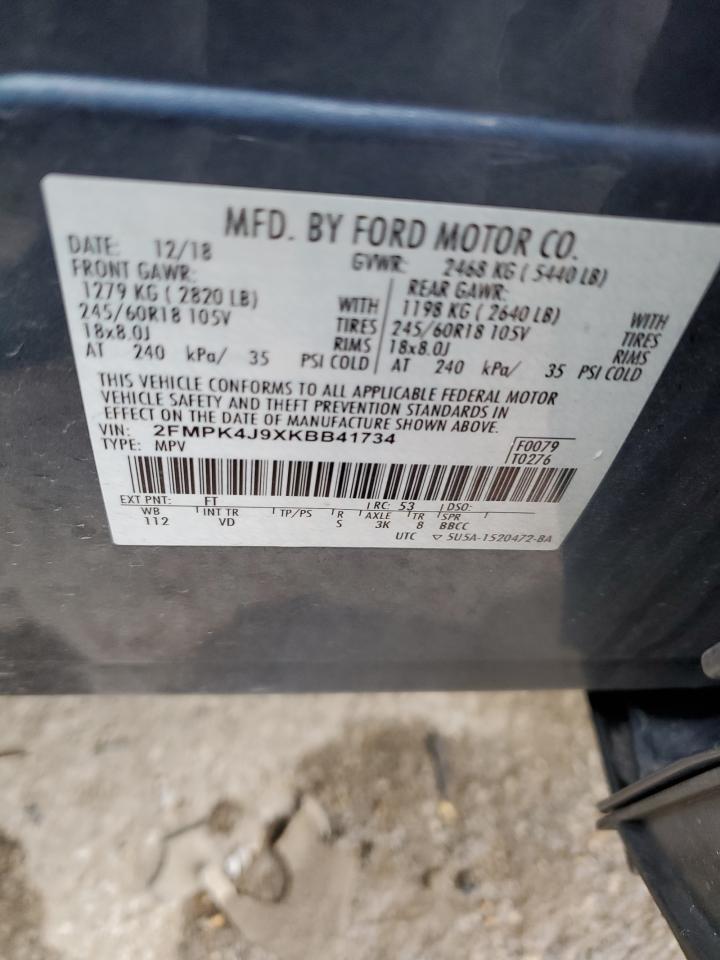 MFD. BY FORD MOTOR CO.
DATE: 12/18 GVWR: 2468 KG ( 5440 LB)
FRONT GAWR: REAR GAWR:
1279 KG ( 2820 LB) WITH 1198 KG ( 2640 LB) WITH
245/60R18 105V TIRES 245/60R18 105V TIRES
18x8.0J RIMS 18x8.0J RIMS
AT 240 kPa/ 35 PSI COLD AT 240 kPa/ 35 PSI COLD
THIS VEHICLE CONFORMS TO ALL APPLICABLE FEDERAL MOTOR
VEHICLE SAFETY AND THEFT PREVENTION STANDARDS IN
EFFECT ON THE DATE OF MANUFACTURE SHOWN ABOVE.
VIN: 2FMPK4J9XKBB41734
TYPE: MPV F0079
T0276
EXT PNT: FT RC: 53 DSO:
WB INT TR TP/PS R AXLE TR SPR
112 VD S 3K 8 BBCC
UTC ▽ 5U5A-1520472-BA